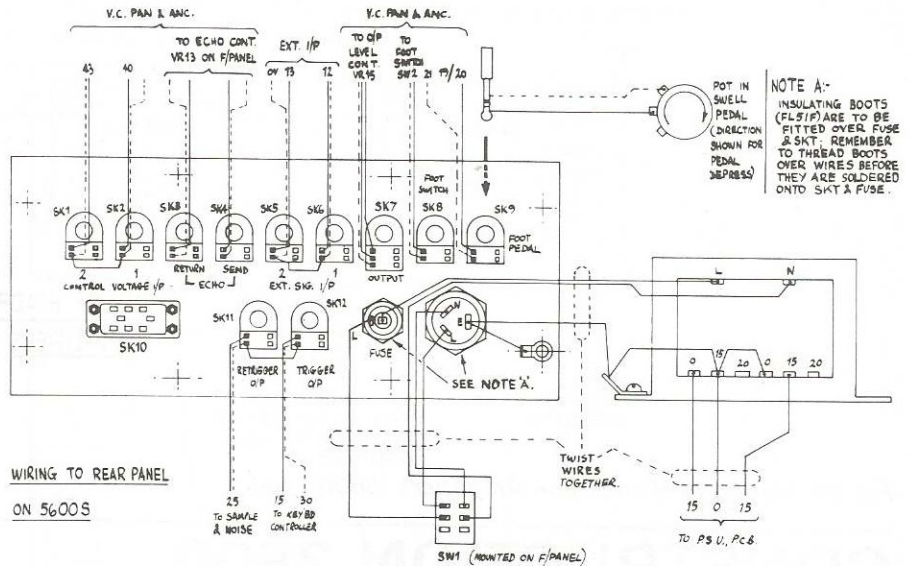 V.C. PAN & ANC.
V.C. PAN & ANC.
TO ECHO CONT.
VR13 ON F/PANEL
EXT. I/P
TO O/P
LEVEL
CONT.
VR15
TO
FOOT
SWITCH
SW2
43
40
OV
13
12
21
19/20
POT IN
SWELL
PEDAL
(DIRECTION
SHOWN FOR
PEDAL
DEPRESS)
NOTE A:-
INSULATING BOOTS
(FL51F) ARE TO BE
FITTED OVER FUSE
& SKT; REMEMBER
TO THREAD BOOTS
OVER WIRES BEFORE
THEY ARE SOLDERED
ONTO SKT & FUSE.
SK1
SK2
SK3
SK4
SK5
SK6
SK7
FOOT
SWITCH
SK8
SK9
FOOT
PEDAL
2
1
CONTROL VOLTAGE I/P
RETURN
SEND
ECHO
2
1
EXT. SIG. I/P
OUTPUT
SK10
SK11
SK12
RETRIGGER
O/P
TRIGGER
O/P
L
FUSE
N
E
L
SEE NOTE 'A'.
L
N
0
15
20
0
15
20
TWIST
WIRES
TOGETHER.
WIRING TO REAR PANEL
ON 5600S
25
TO SAMPLE
& NOISE
15
30
TO KEYBD
CONTROLLER
SW1 (MOUNTED ON F/PANEL)
15
0
15
TO P.S.U., P.C.B.